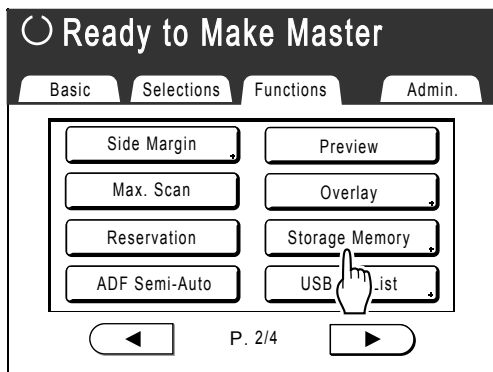 Ready to Make Master
Basic Selections Functions Admin.
Side Margin Preview
Max. Scan Overlay
Reservation Storage Memory
ADF Semi-Auto USB
P. 2/4